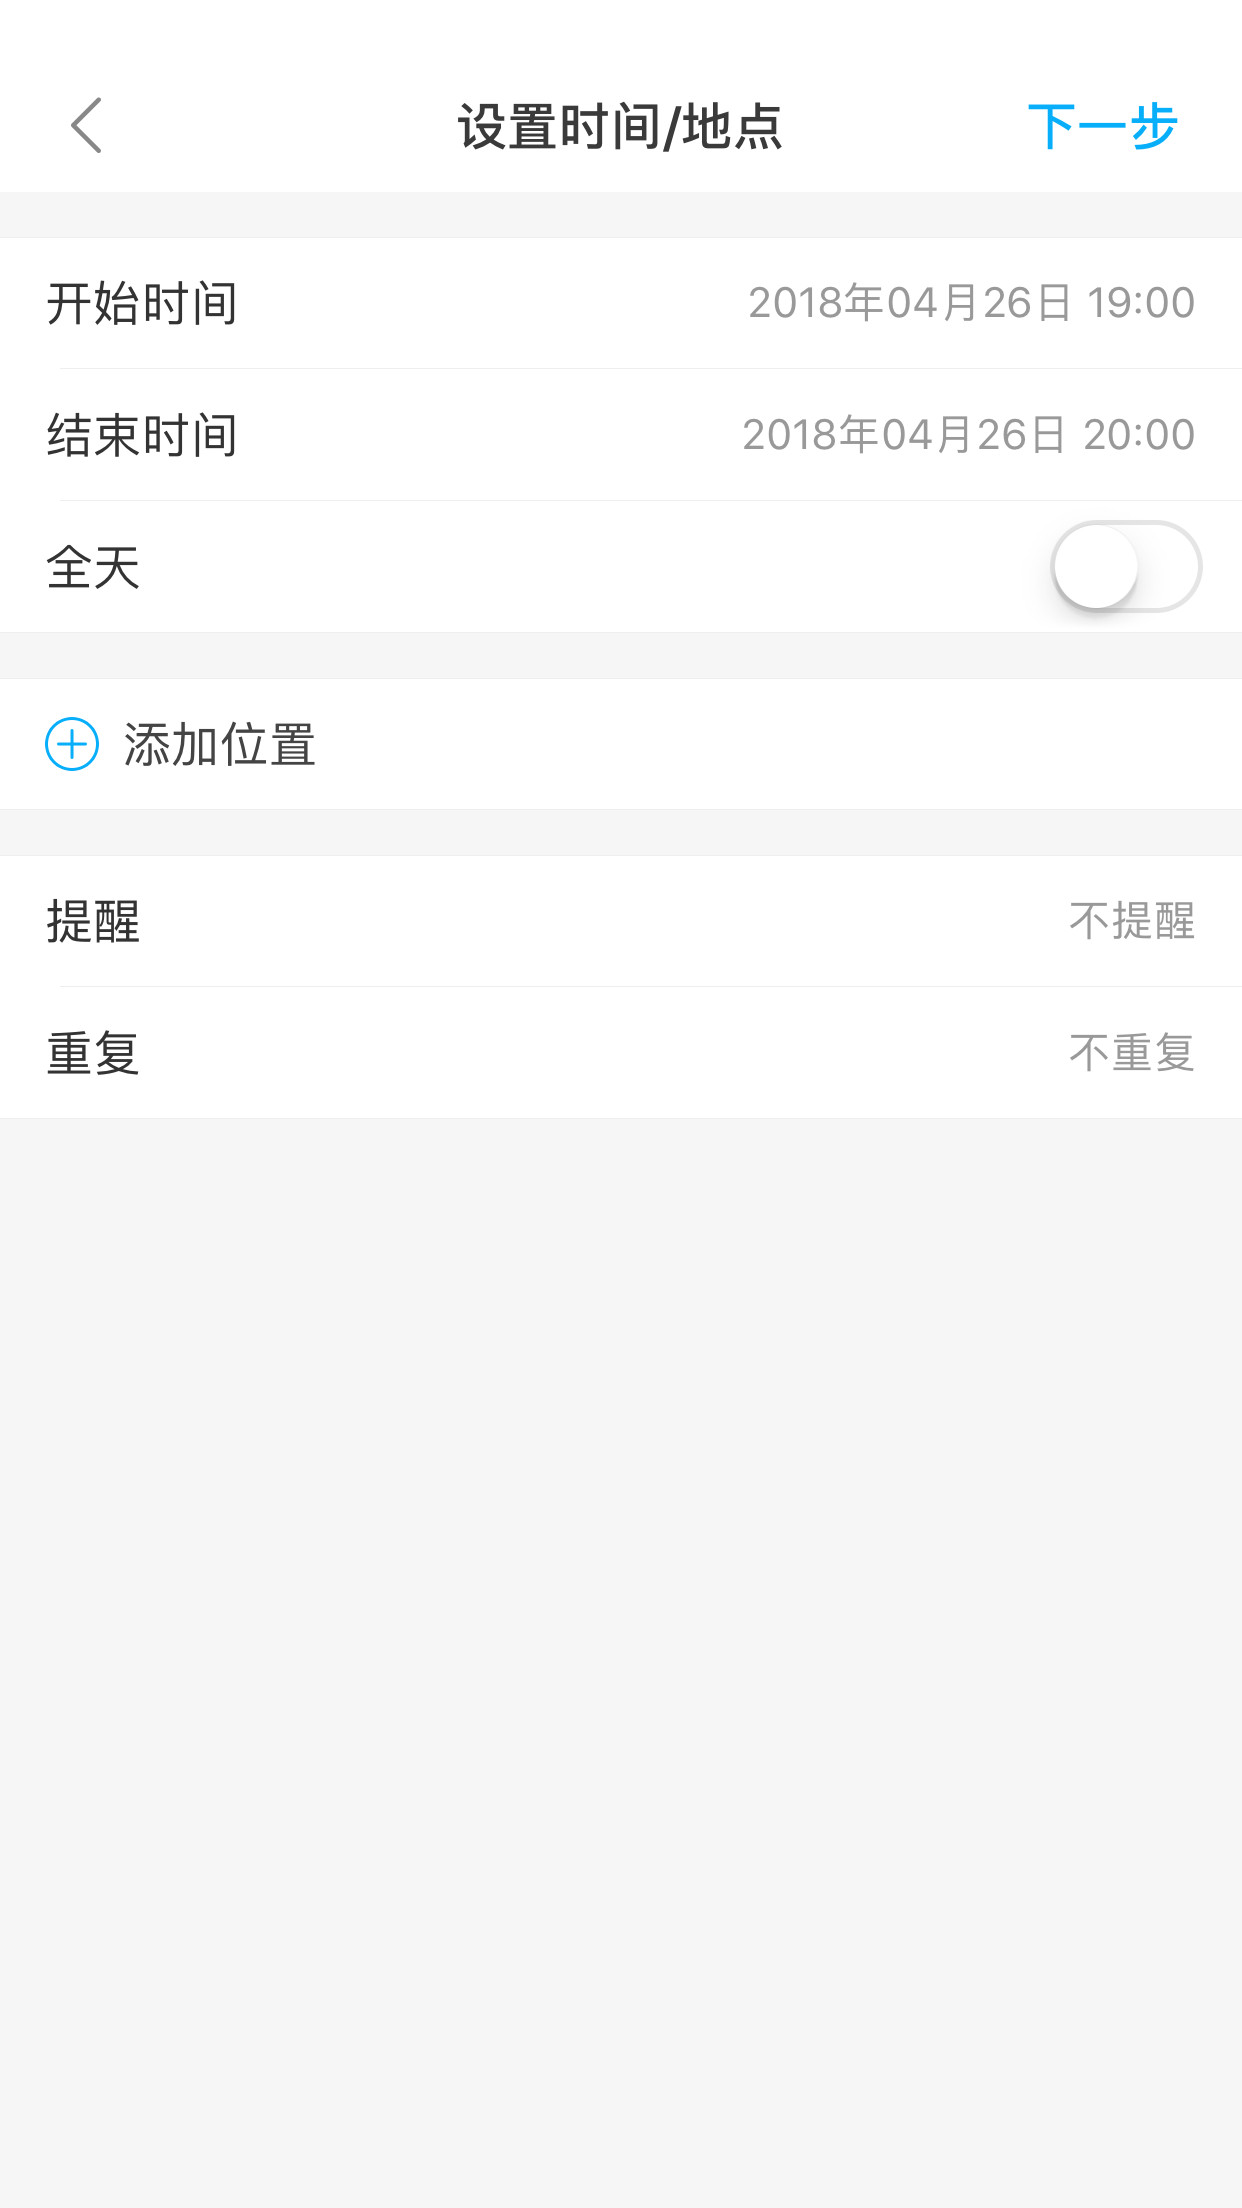 设置时间/地点
下一步
开始时间
2018年04月26日 19:00
结束时间
2018年04月26日 20:00
全天
添加位置
提醒
不提醒
重复
不重复